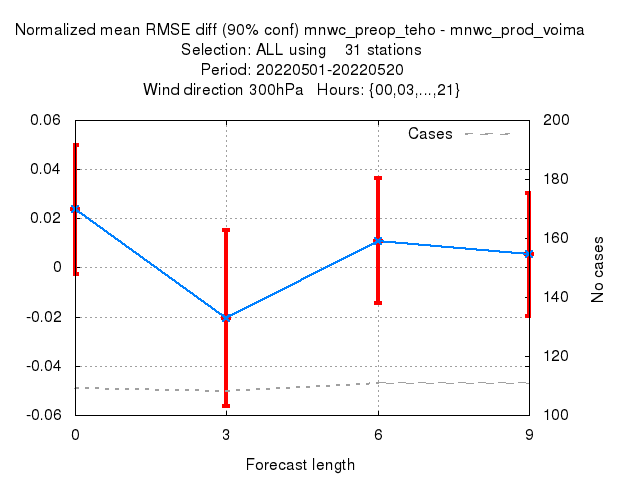 Normalized mean RMSE diff (90% conf) mnwc_preop_teho - mnwc_prod_voima
Selection: ALL using 31 stations
Period: 20220501-20220520
Wind direction 300hPa Hours: {00,03,...,21}
0.06 200
Cases
0.04 180
0.02 160
0 140
-0.02 120
-0.04 100
-0.06
No cases
0 3 6 9
Forecast length